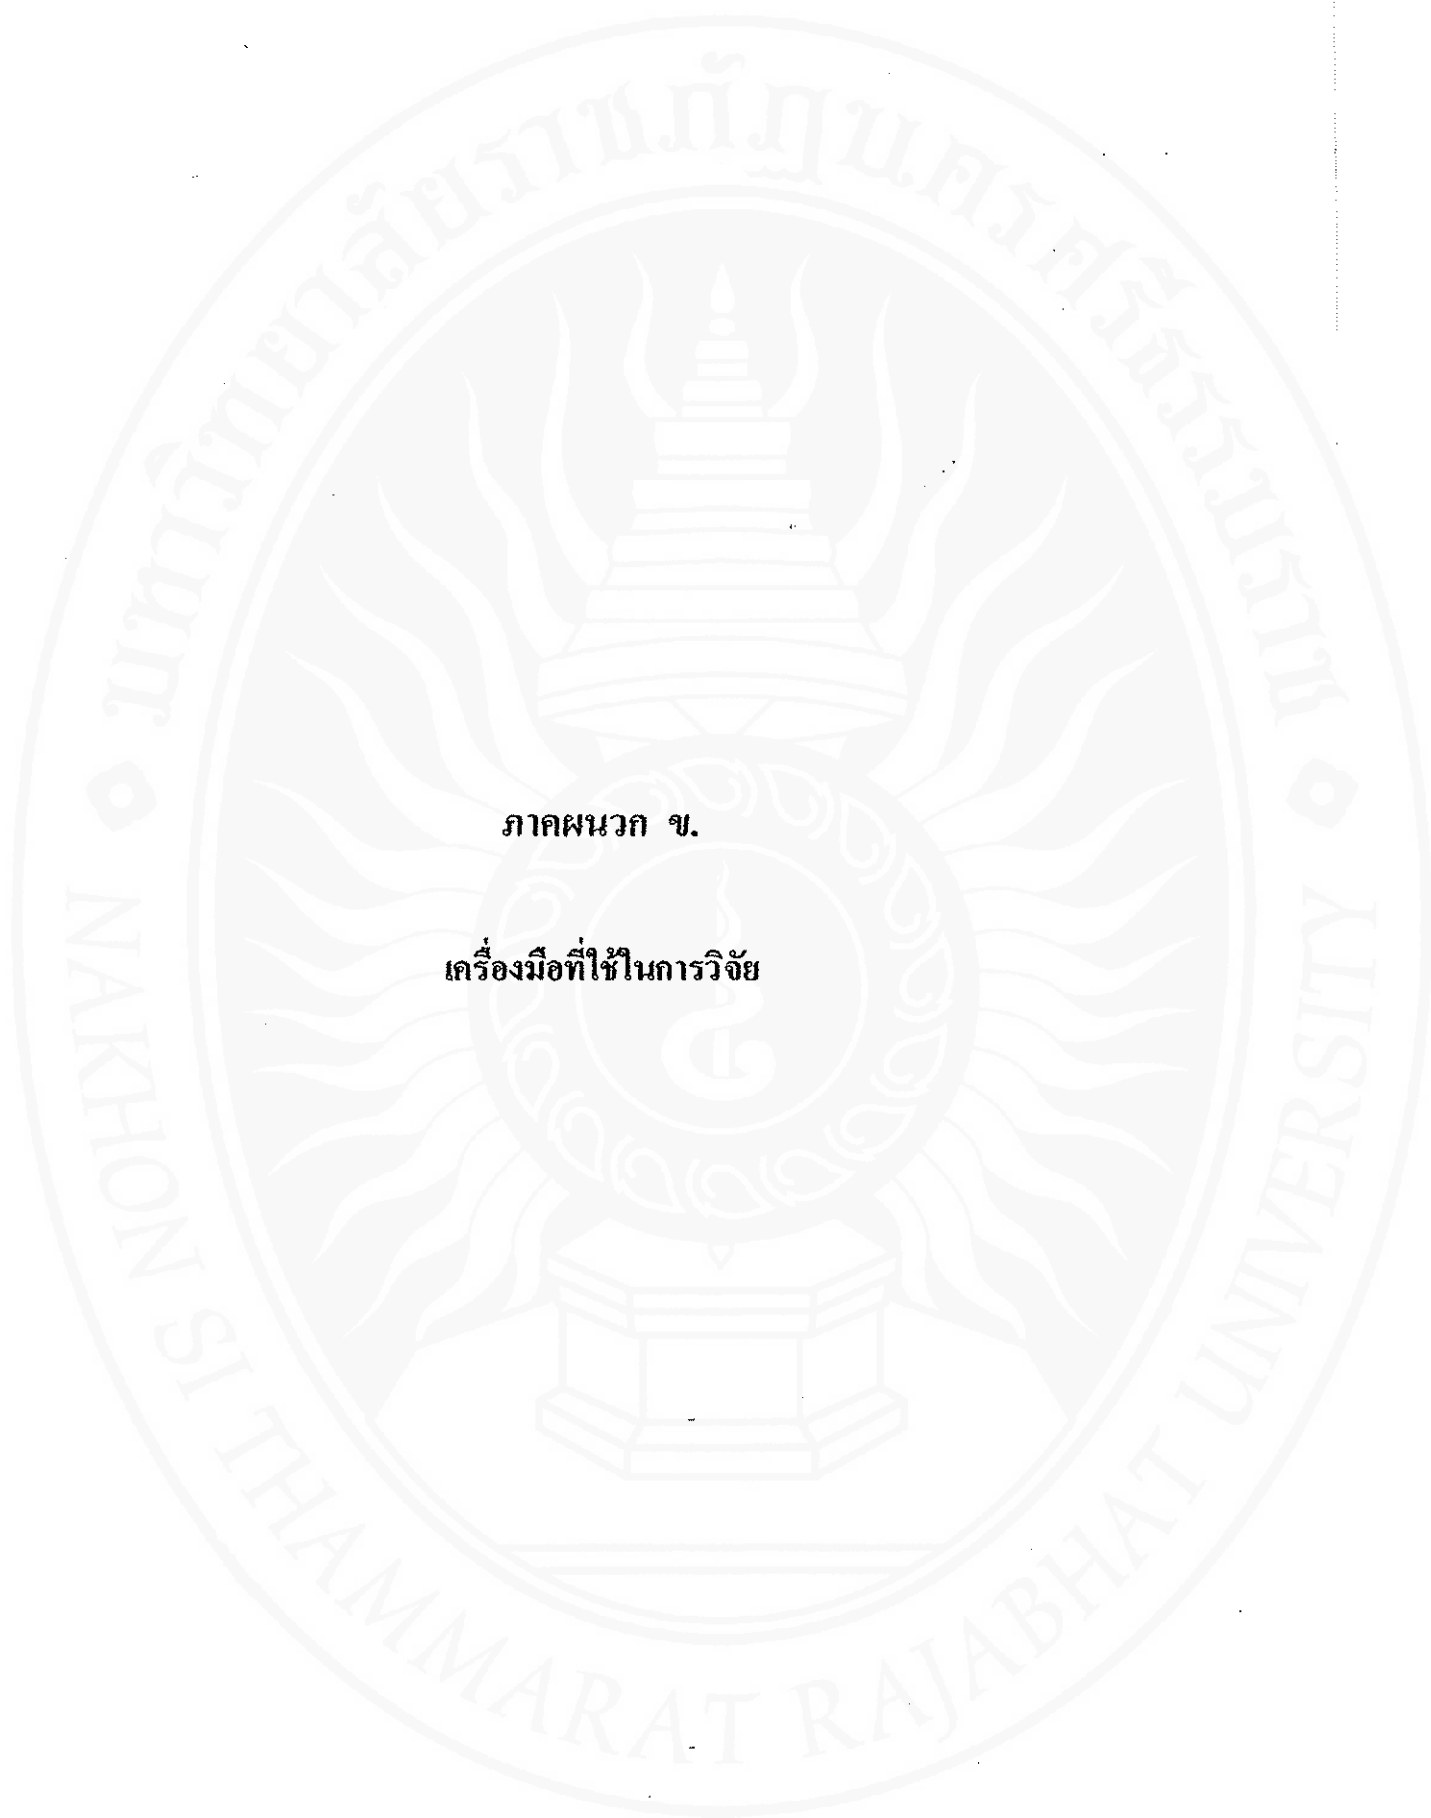 มหาวิทยาลัยราชภัฏนครศรีธรรมราช
ภาคผนวก ข.
เครื่องมือที่ใช้ในการวิจัย
NAKHON SI THAMMARAT RAJABHAT UNIVERSITY